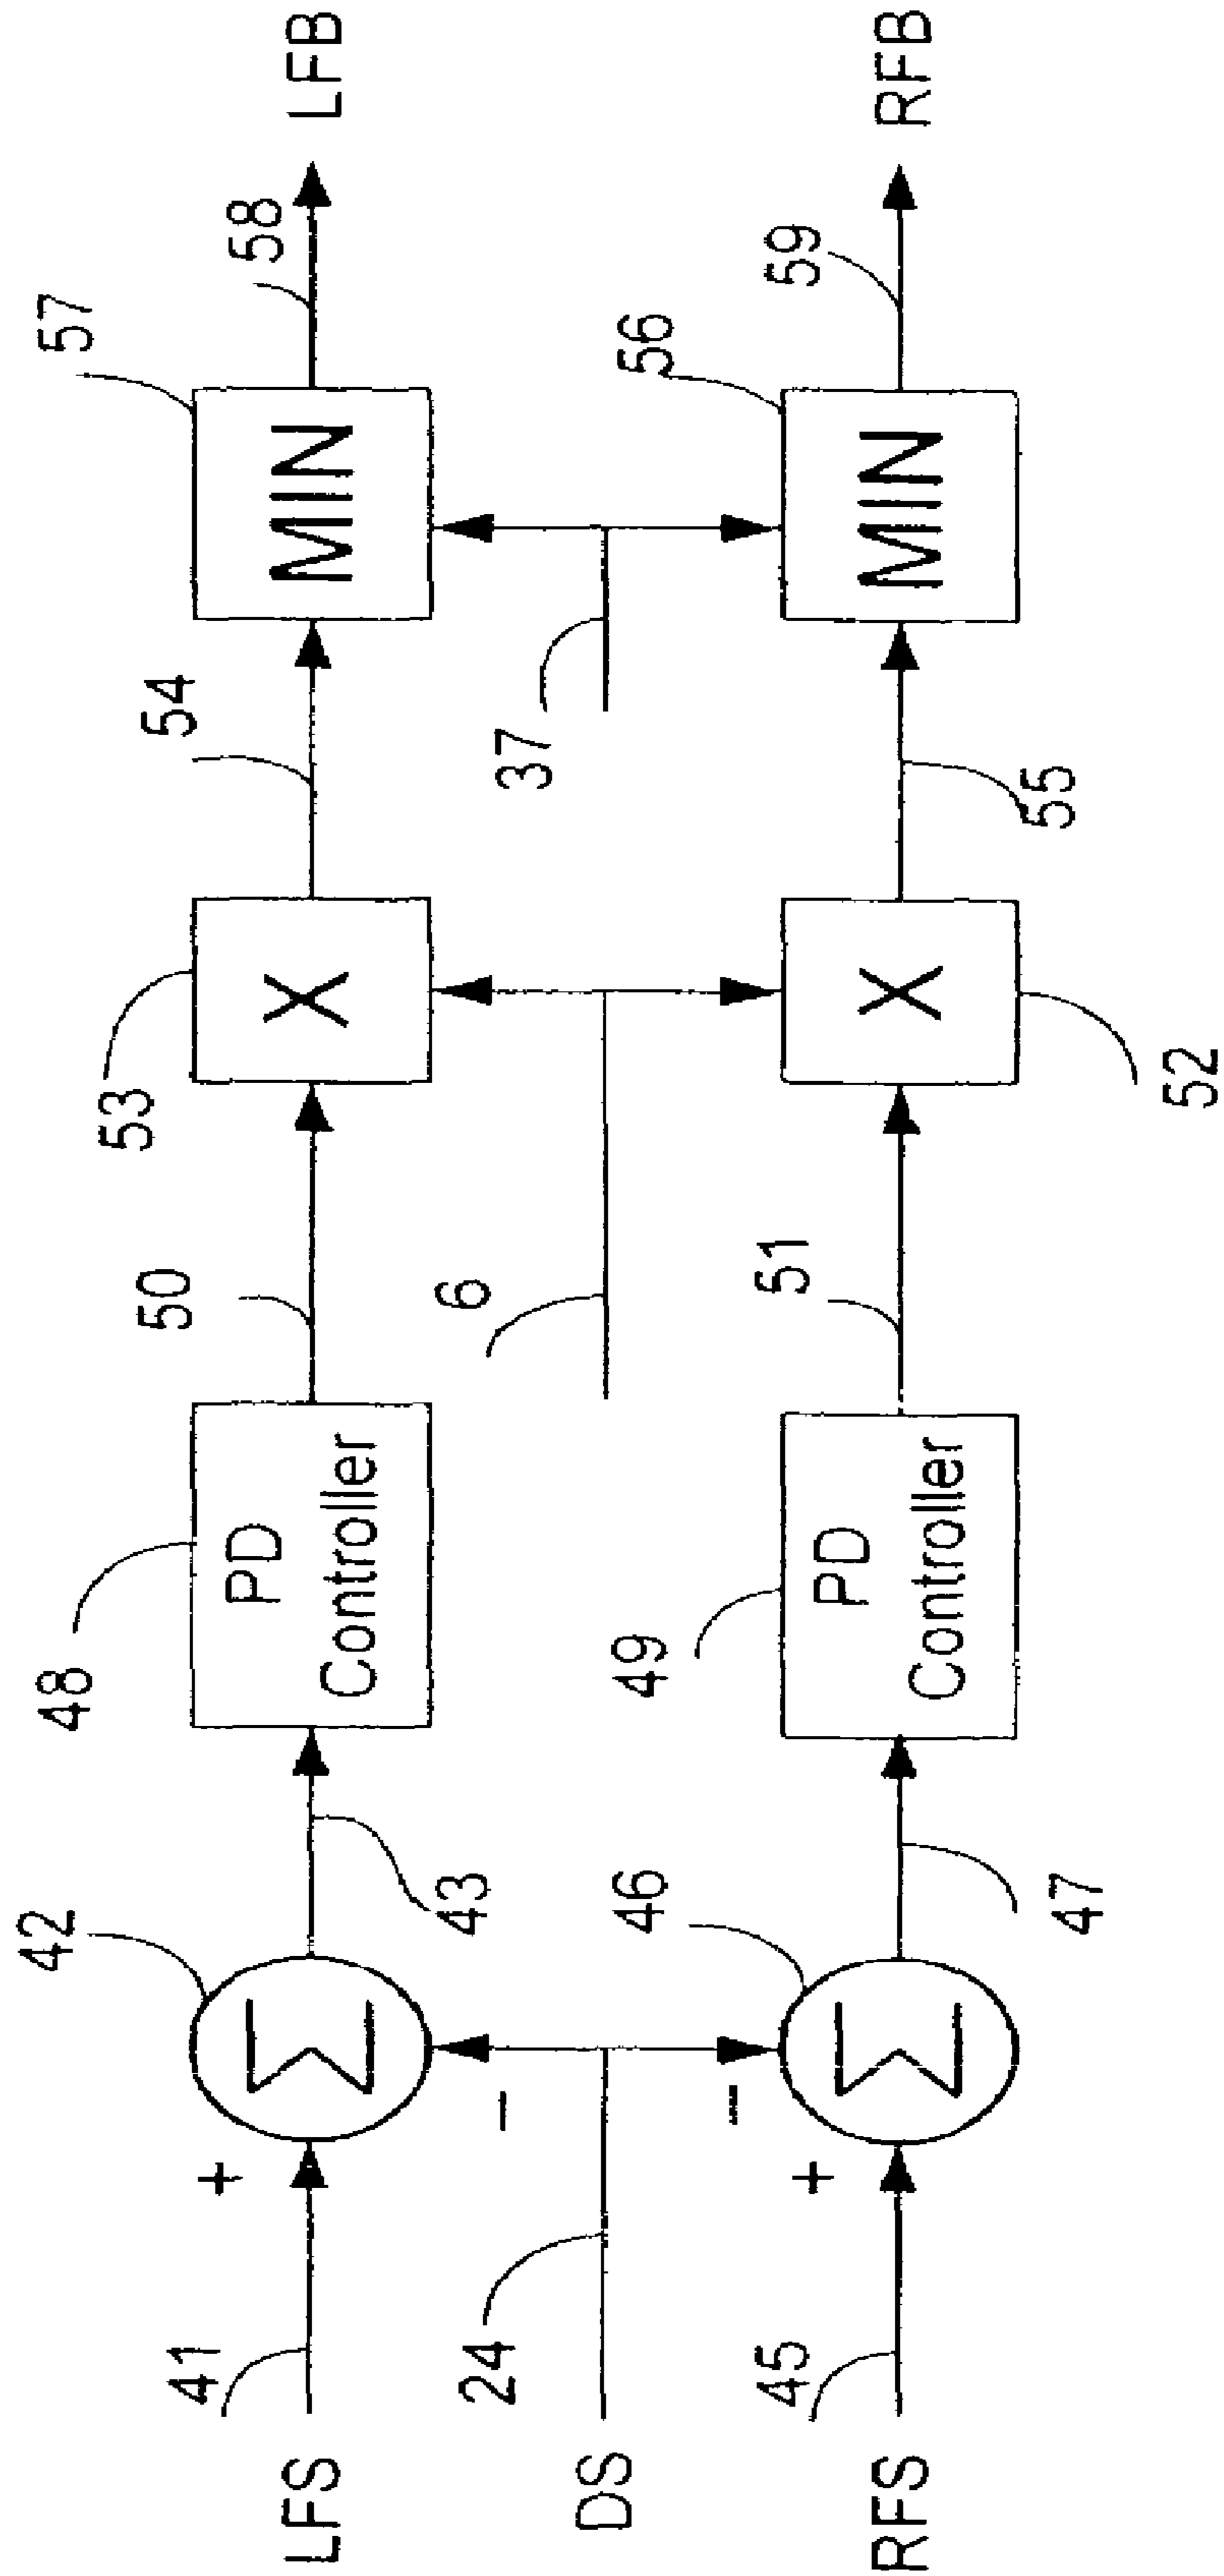 57
58
LFB
54
53
50
48
42
43
41
LFS
+
Σ
PD
Controller
X
MIN
37
6
−
−
24
DS
56
59
RFB
55
52
51
49
46
47
45
RFS
+
Σ
PD
Controller
X
MIN